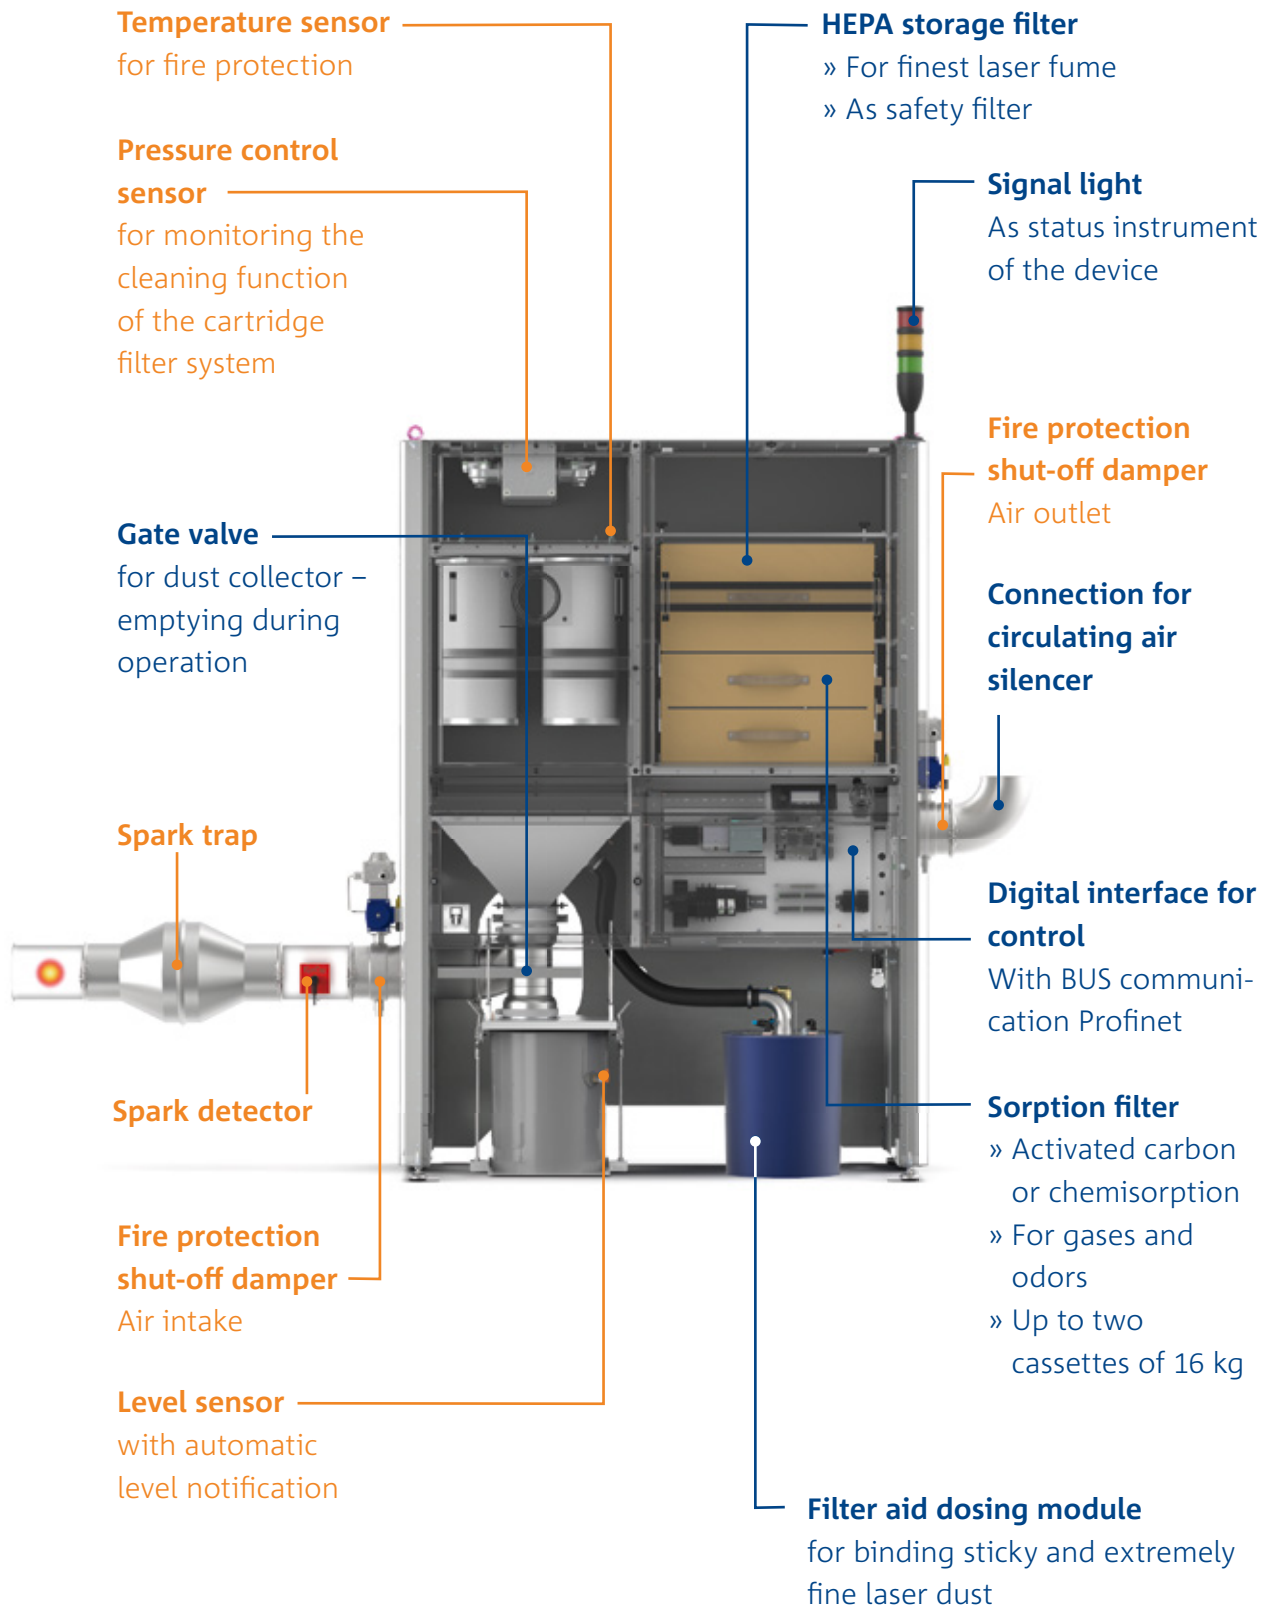 Temperature sensor
for fire protection
Pressure control
sensor
for monitoring the
cleaning function
of the cartridge
filter system
Gate valve
for dust collector –
emptying during
operation
Spark trap
Spark detector
Fire protection
shut-off damper
Air intake
Level sensor
with automatic
level notification
HEPA storage filter
» For finest laser fume
» As safety filter
Signal light
As status instrument
of the device
Fire protection
shut-off damper
Air outlet
Connection for
circulating air
silencer
Digital interface for
control
With BUS communi-
cation Profinet
Sorption filter
» Activated carbon
or chemisorption
» For gases and
odors
» Up to two
cassettes of 16 kg
Filter aid dosing module
for binding sticky and extremely
fine laser dust